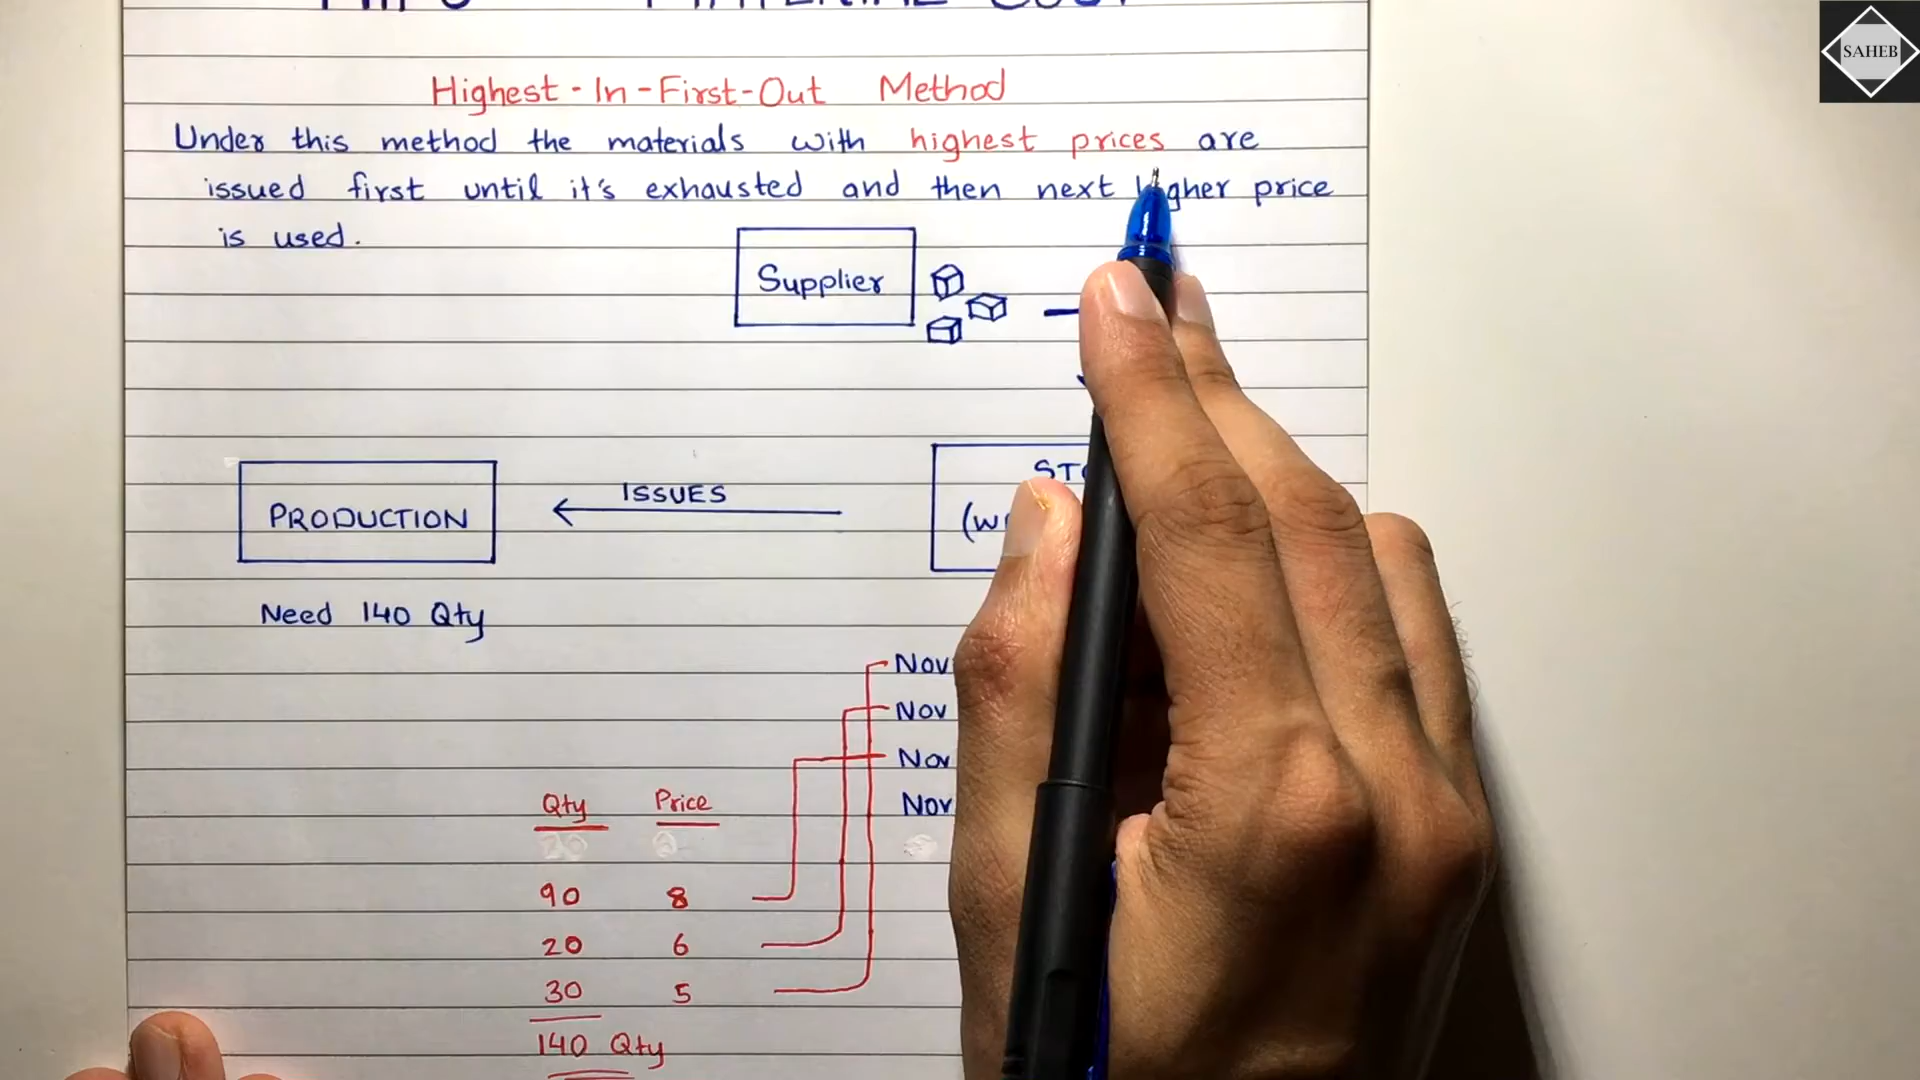 SAHEB
MATERIAL COST
Highest-In-First-Out Method
Under this method the materials with highest prices are
issued first until it's exhausted and then next higher price
is used.
Supplier
PRODUCTION
ISSUES
Need 140 Qty
Nov
Nov
Nov
Nov
Qty Price
90 8
20 6
30 5
140 Qty